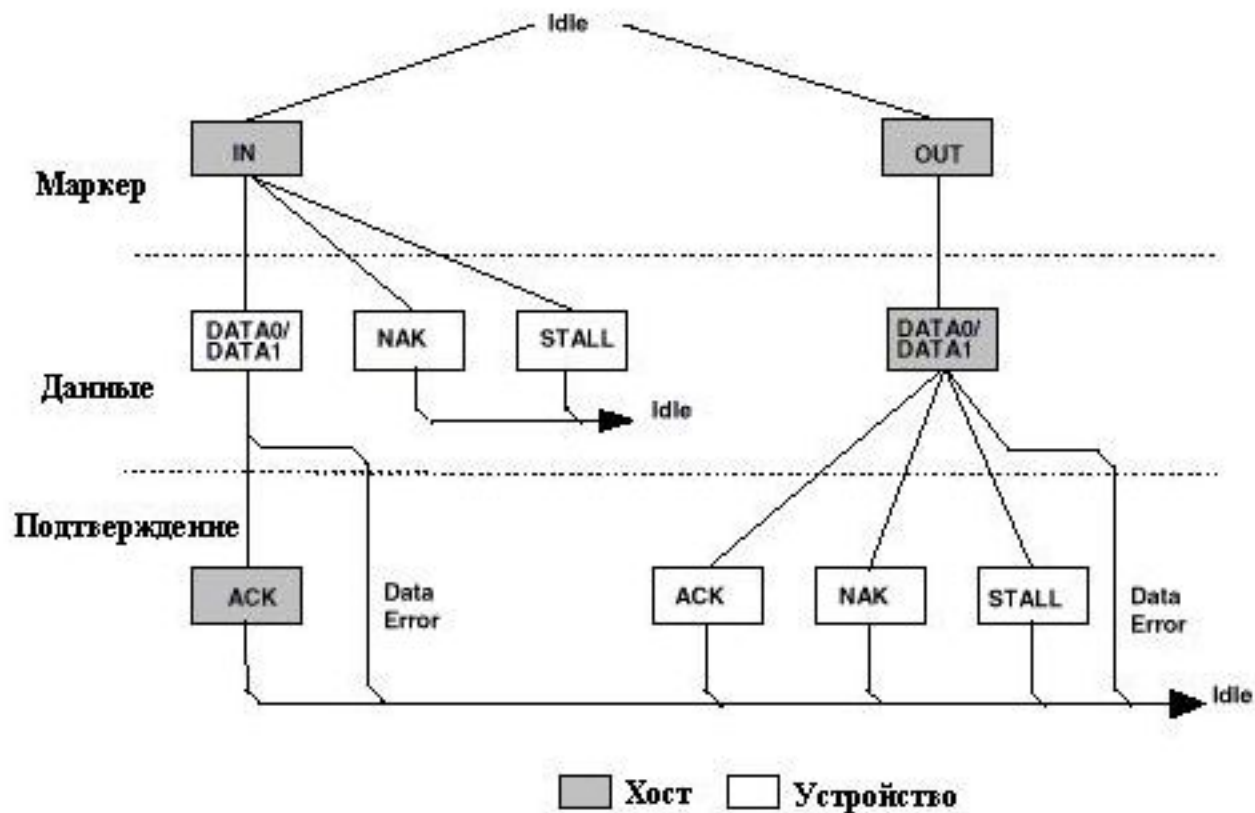 Idle
IN
OUT
Маркер
DATA0/
DATA1
NAK
STALL
DATA0/
DATA1
Данные
Idle
Подтверждение
ACK
Data
Error
ACK
NAK
STALL
Data
Error
Idle
Хост
Устройство